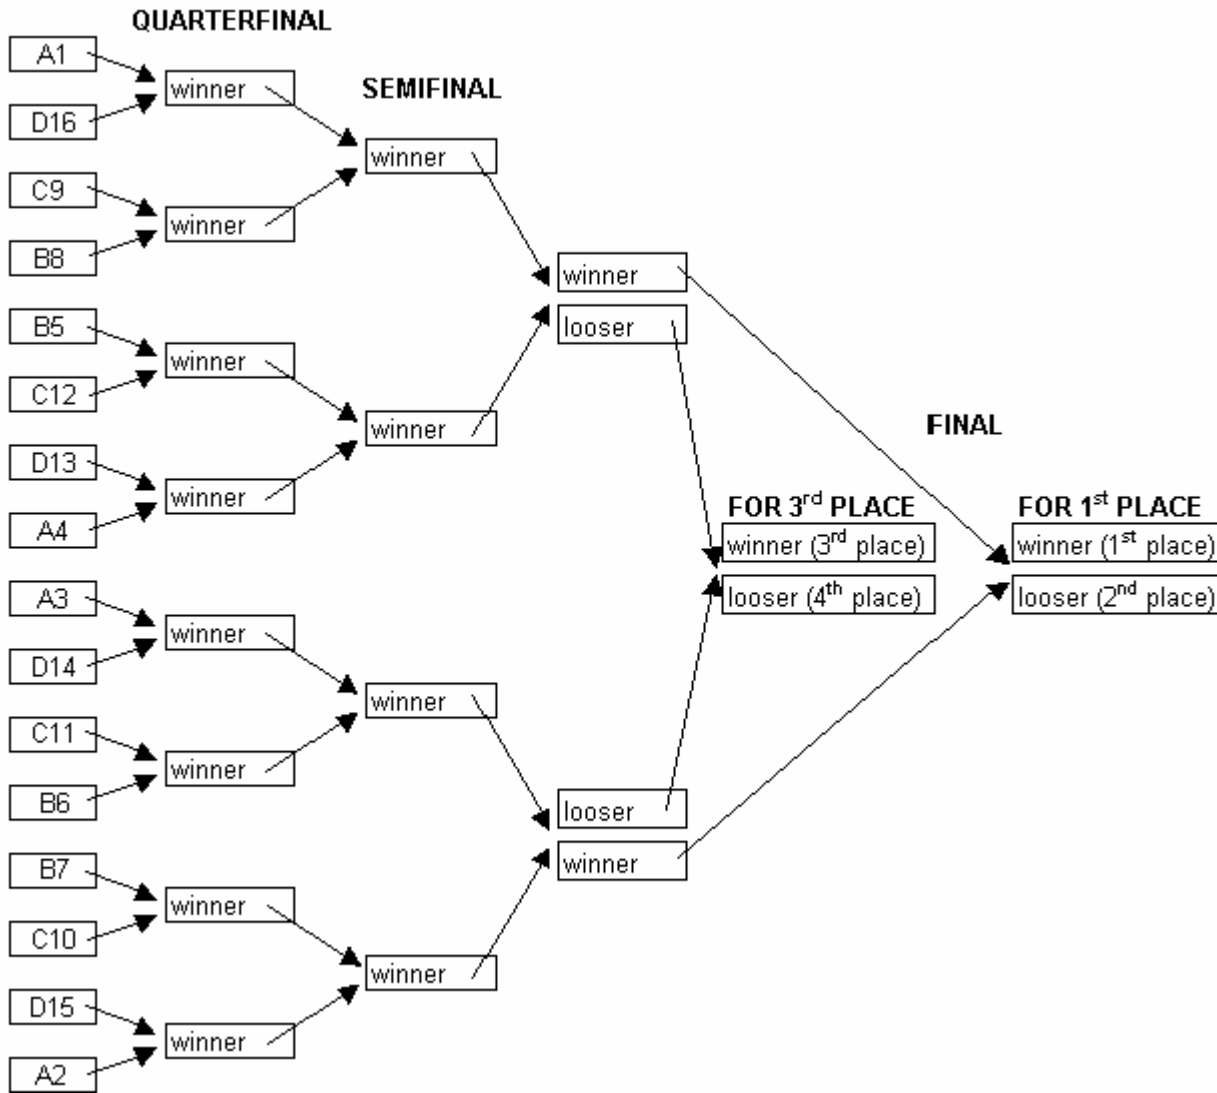 QUARTERFINAL
A1
winner
D16
SEMIFINAL
winner
C9
winner
B8
winner
looser
B5
winner
C12
winner
D13
winner
A4
FINAL
FOR 3rd PLACE
winner (3rd place)
looser (4th place)
FOR 1st PLACE
winner (1st place)
looser (2nd place)
A3
winner
D14
winner
C11
winner
B6
looser
winner
B7
winner
C10
winner
D15
winner
A2